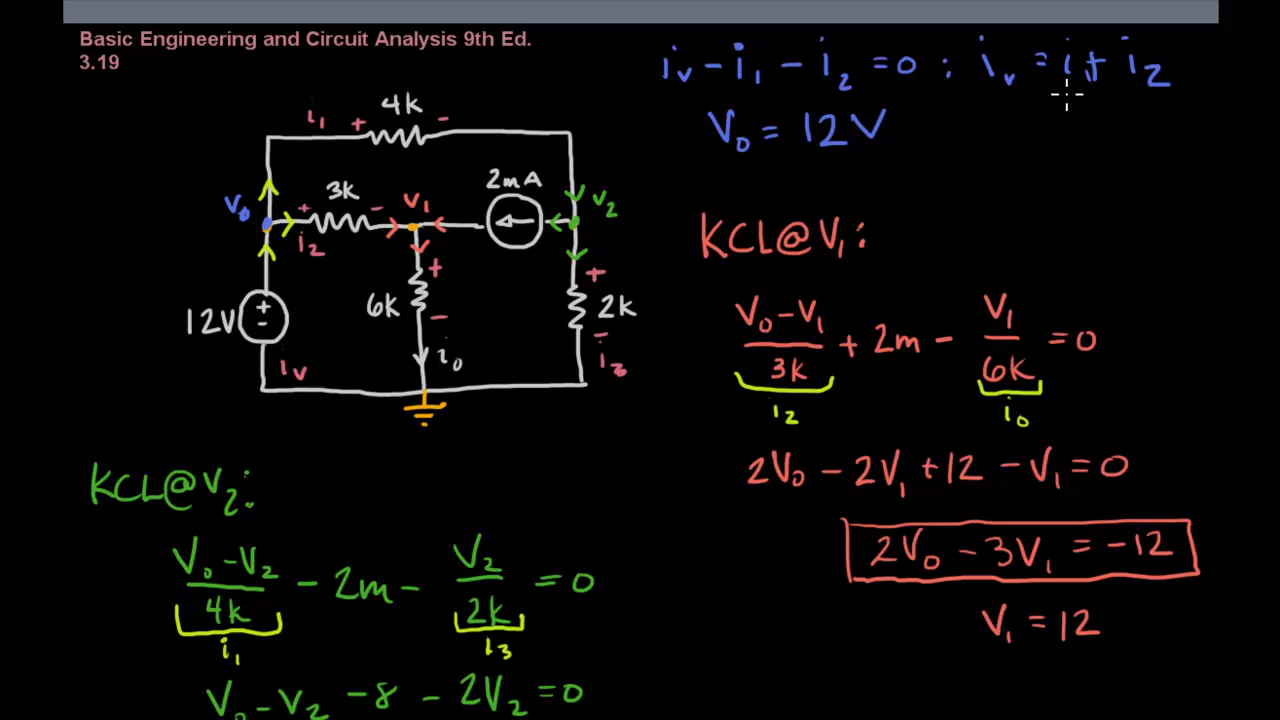 Basic Engineering and Circuit Analysis 9th Ed.
3.19
iᵥ - i₁ - i₂ = 0 ; iᵥ = i₁ + i₂
V₀ = 12V
4k
i₁ + -
2mA
3k
V₀ + - V₁ V₂
i₂
+ +
12V + - 6k 2k
- -
iᵥ i₀ i₃
KCL@V₁:
(V₀ - V₁)/3k + 2m - V₁/6k = 0
i₂ i₀
2V₀ - 2V₁ + 12 - V₁ = 0
2V₀ - 3V₁ = -12
V₁ = 12
KCL@V₂:
(V₀ - V₂)/4k - 2m - V₂/2k = 0
i₁ i₃
V₀ - V₂ - 8 - 2V₂ = 0